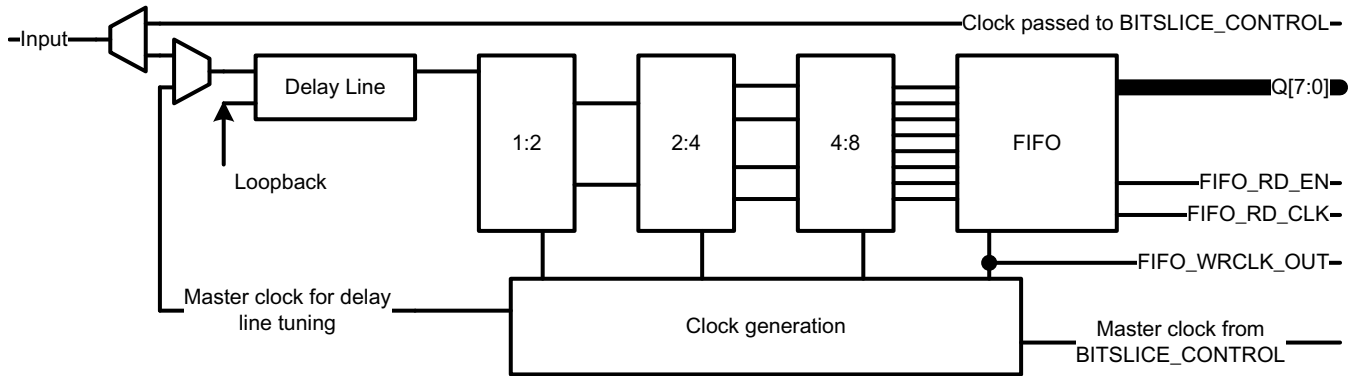 Clock passed to BITSLICE_CONTROL
Input
Delay Line
Q[7:0]
1:2
2:4
4:8
FIFO
Loopback
FIFO_RD_EN
FIFO_RD_CLK
FIFO_WRCLK_OUT
Master clock for delay
line tuning
Clock generation
Master clock from
BITSLICE_CONTROL